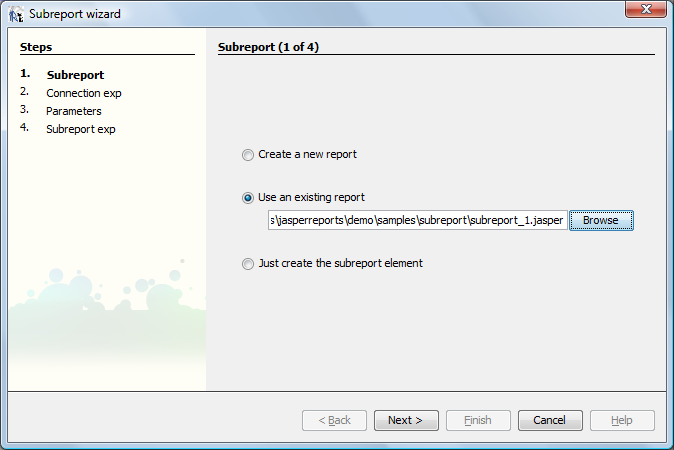 Subreport wizard
Steps
1. Subreport
2. Connection exp
3. Parameters
4. Subreport exp
Subreport (1 of 4)
Create a new report
Use an existing report
s\jasperreports\demo\samples\subreport\subreport_1.jasper Browse
Just create the subreport element
< Back Next > Finish Cancel Help